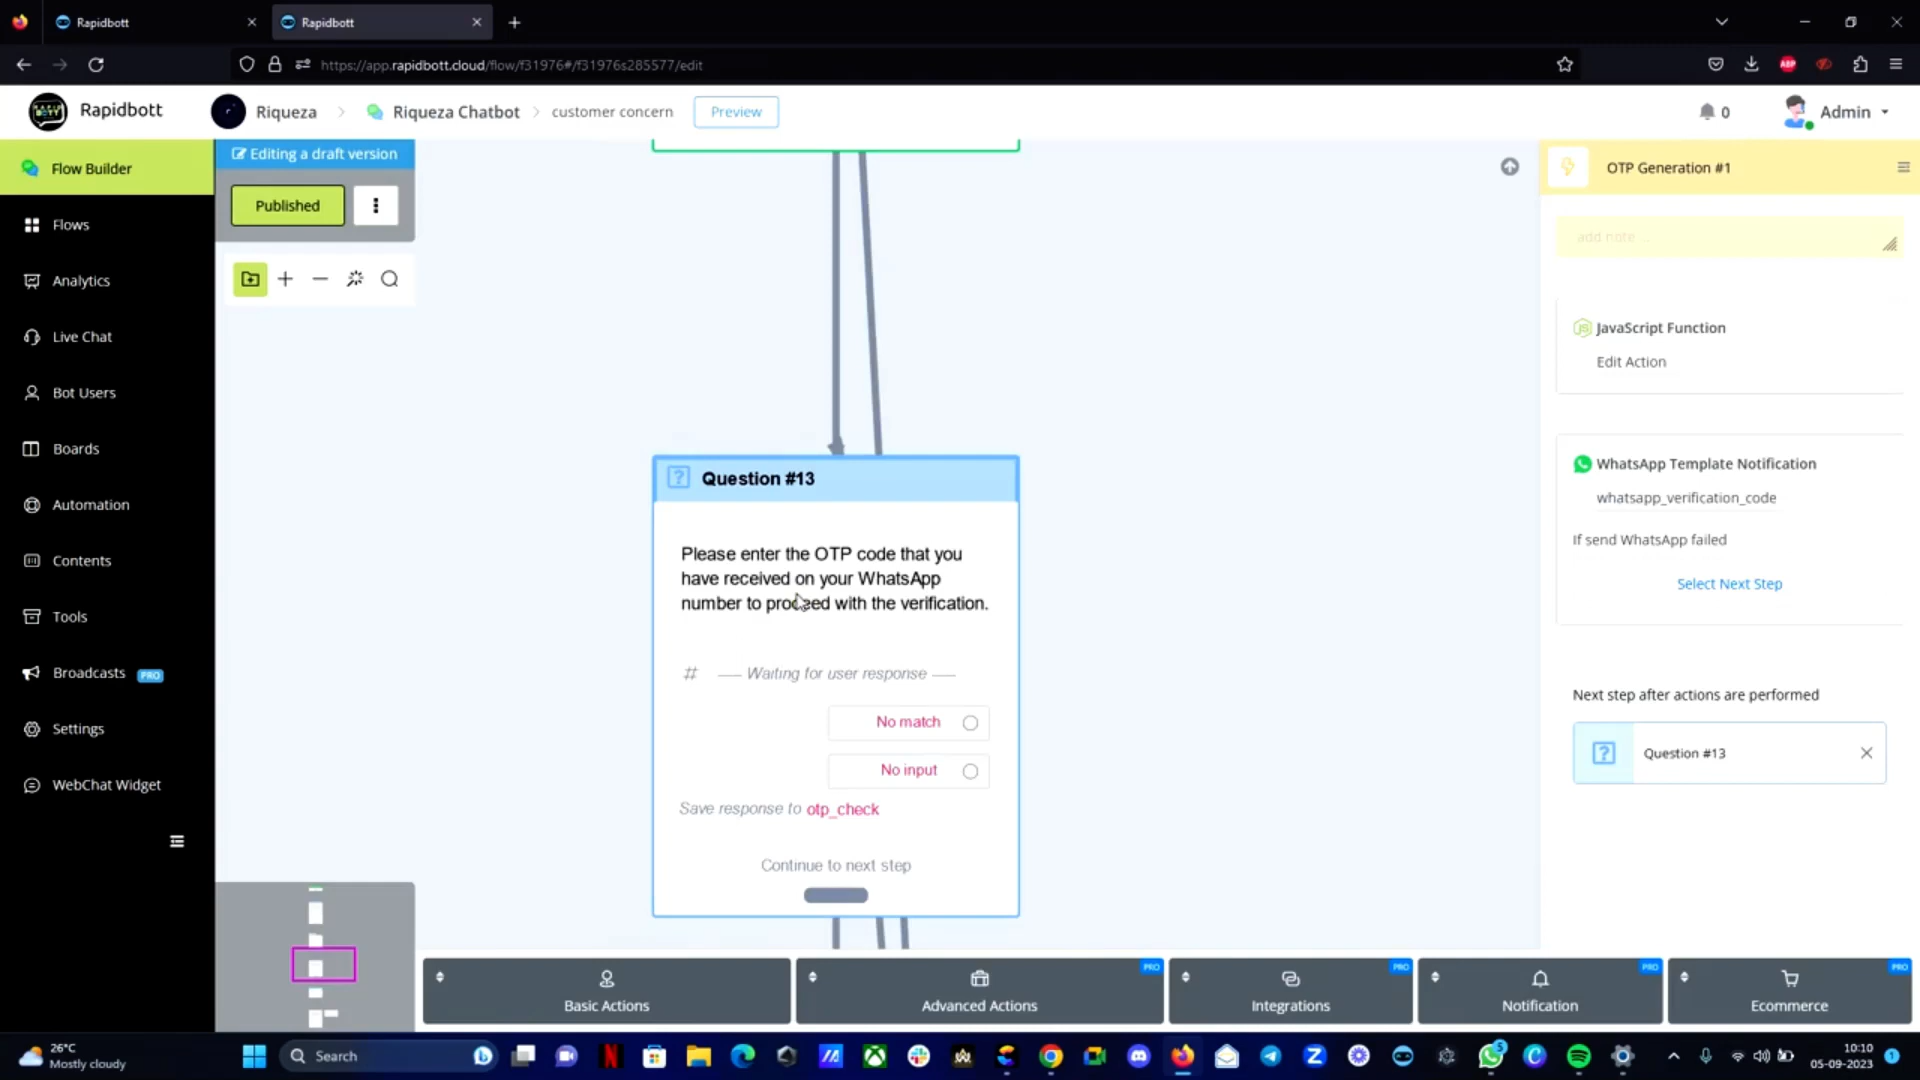 Rapidbott
Rapidbott
https://app.rapidbott.cloud/flow/f31976#/f31976s285577/edit
ABP
Rapidbott
Riqueza
Riqueza Chatbot
customer concern
Preview
0
Admin
Flow Builder
Flows
Analytics
Live Chat
Bot Users
Boards
Automation
Contents
Tools
Broadcasts PRO
Settings
WebChat Widget
Editing a draft version
Published
Question #13
Please enter the OTP code that you
have received on your WhatsApp
number to proceed with the verification.
# Waiting for user response
No match
No input
Save response to otp_check
Continue to next step
OTP Generation #1
add note ...
JavaScript Function
Edit Action
WhatsApp Template Notification
whatsapp_verification_code
If send WhatsApp failed
Select Next Step
Next step after actions are performed
Question #13
Basic Actions
PRO
Advanced Actions
PRO
Integrations
PRO
Notification
PRO
Ecommerce
26°C
Mostly cloudy
Search
5
10:10
05-09-2023
1